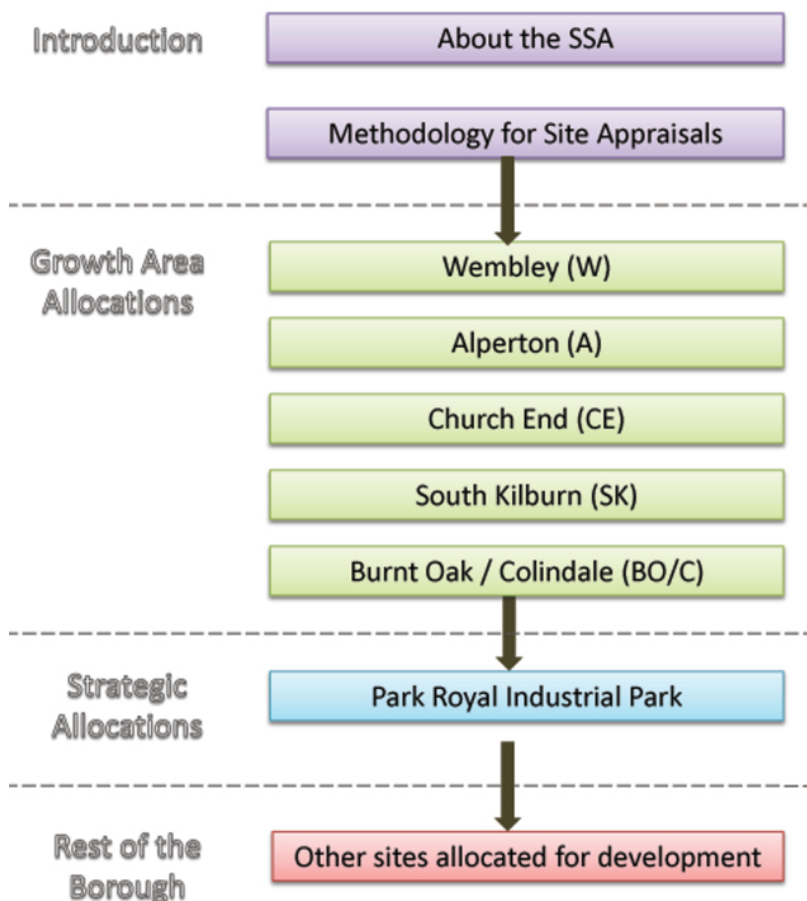 Introduction
About the SSA
Methodology for Site Appraisals
Growth Area
Allocations
Wembley (W)
Alperton (A)
Church End (CE)
South Kilburn (SK)
Burnt Oak / Colindale (BO/C)
Strategic
Allocations
Park Royal Industrial Park
Rest of the
Borough
Other sites allocated for development